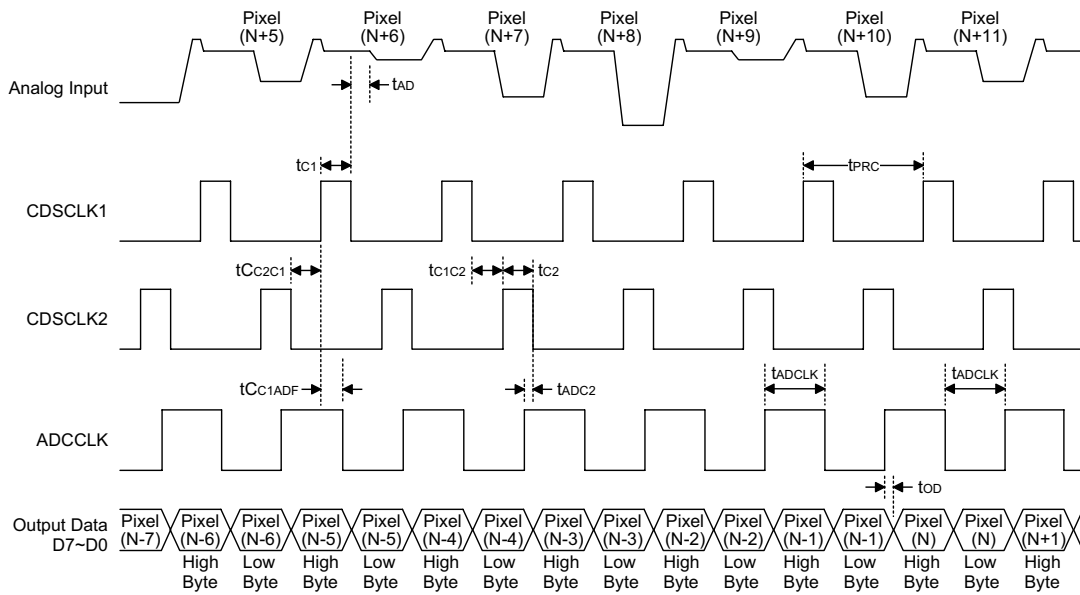 Pixel Pixel Pixel Pixel Pixel Pixel Pixel
(N+5) (N+6) (N+7) (N+8) (N+9) (N+10) (N+11)
Analog Input
tAD
tC1
tPRC
CDSCLK1
tCC2C1
tC1C2
tC2
CDSCLK2
tCC1ADF
tADC2
tADCLK
tADCLK
ADCCLK
tOD
Output Data
D7~D0
Pixel Pixel Pixel Pixel Pixel Pixel Pixel Pixel Pixel Pixel Pixel Pixel Pixel Pixel Pixel Pixel
(N-7) (N-6) (N-6) (N-5) (N-5) (N-4) (N-4) (N-3) (N-3) (N-2) (N-2) (N-1) (N-1) (N) (N) (N+1)
High Low High Low High Low High Low High Low High Low High Low High
Byte Byte Byte Byte Byte Byte Byte Byte Byte Byte Byte Byte Byte Byte Byte